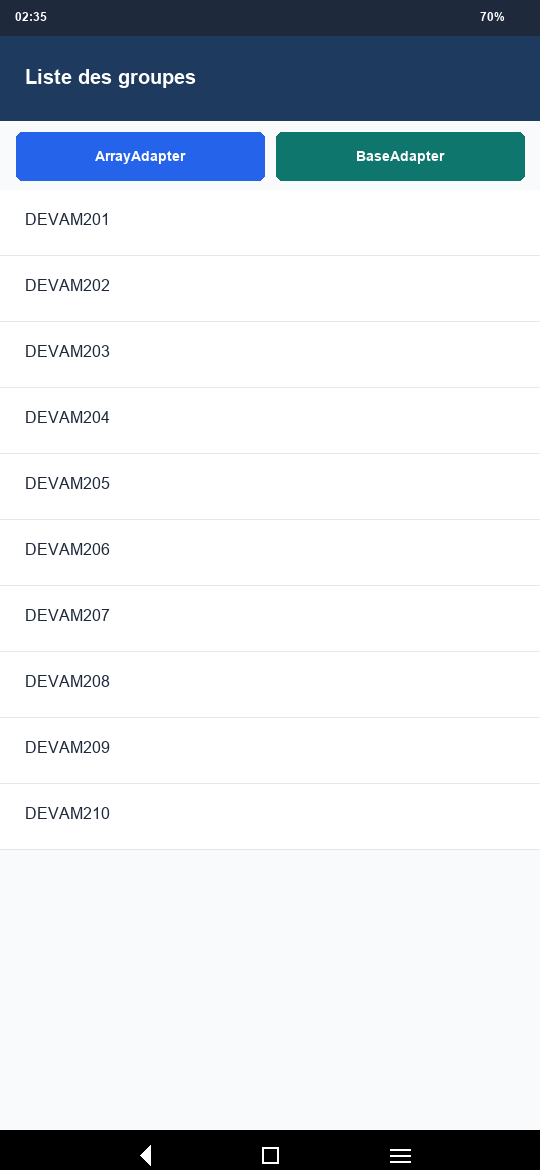 02:35 70%
Liste des groupes
ArrayAdapter BaseAdapter
DEVAM201
DEVAM202
DEVAM203
DEVAM204
DEVAM205
DEVAM206
DEVAM207
DEVAM208
DEVAM209
DEVAM210